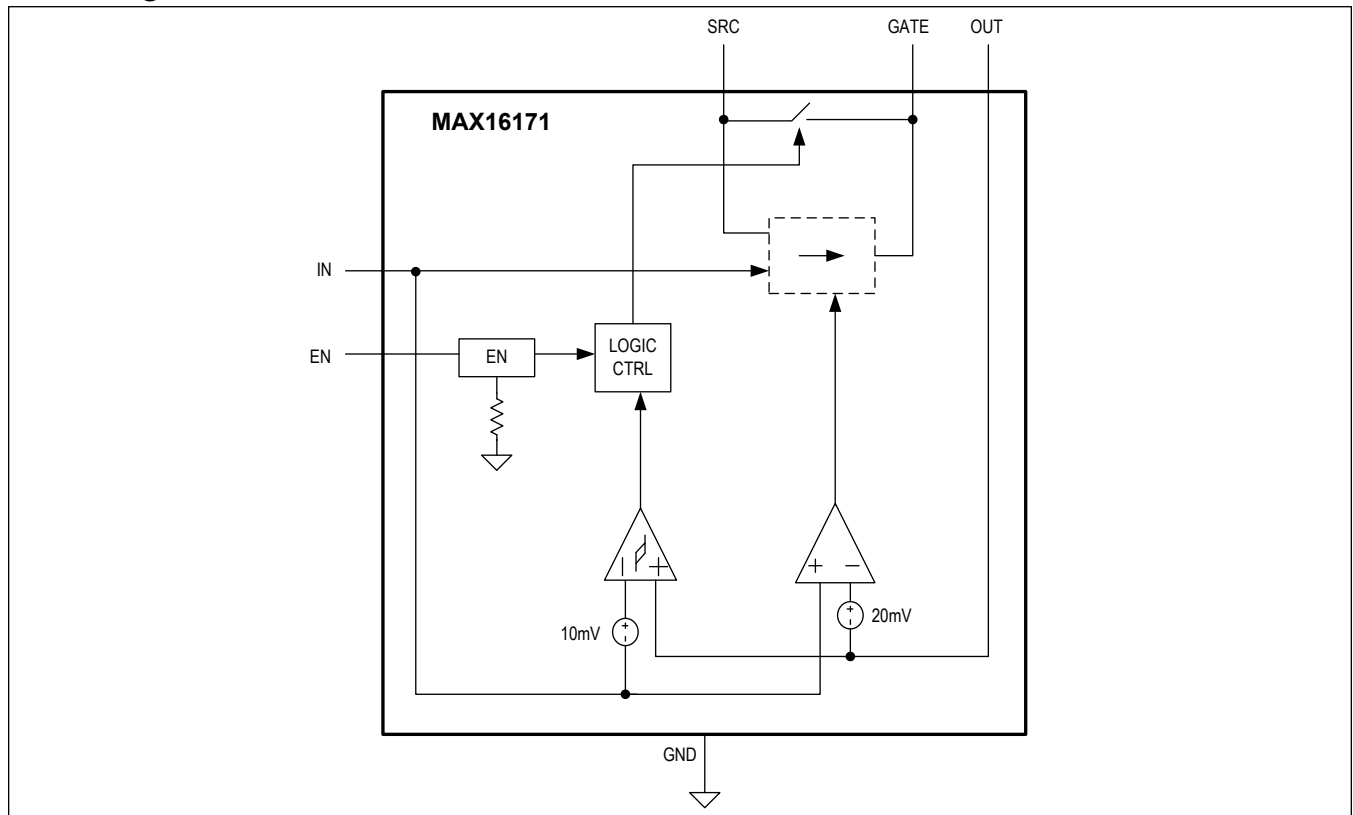 SRC
GATE
OUT
MAX16171
IN
EN
EN
LOGIC
CTRL
+
-
+
-
+
-
10mV
+
-
20mV
GND